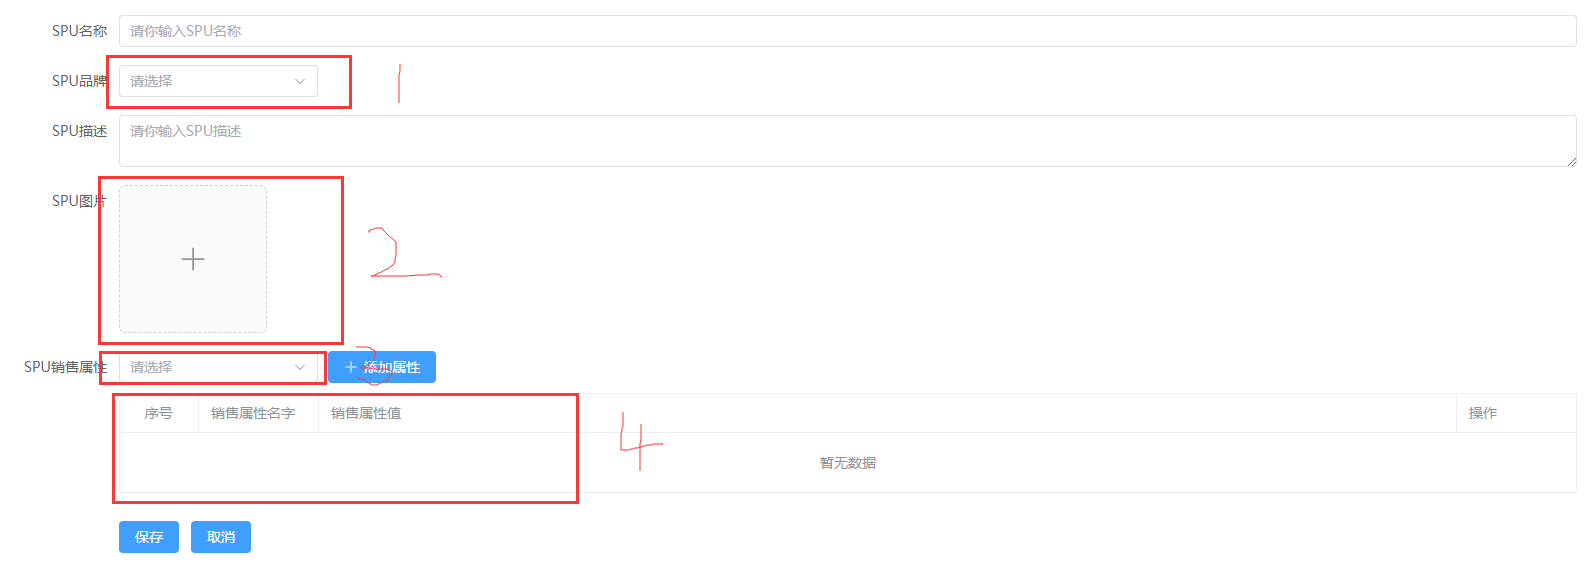 SPU名称 请你输入SPU名称
SPU品牌 请选择 1
SPU描述 请你输入SPU描述
SPU图片 2
SPU销售属性 请选择 添加属性 3
序号 销售属性名字 销售属性值 操作
4
暂无数据
保存 取消